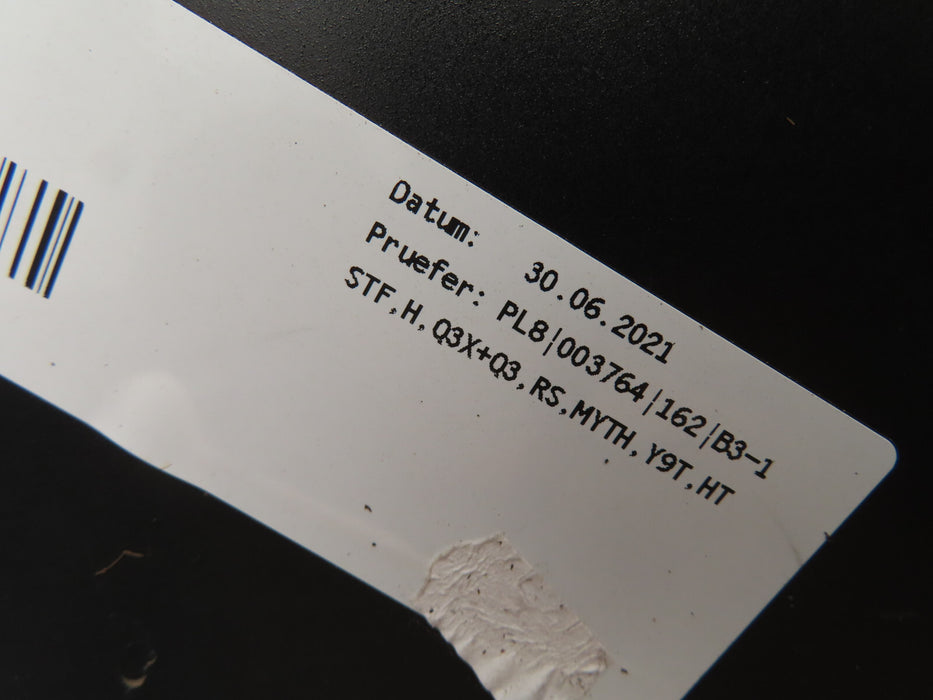 Datum: 30.06.2021
Pruefer: PL8|003764|162|B3-1
STF,H,Q3X+Q3,RS,MYTH,Y9T,HT